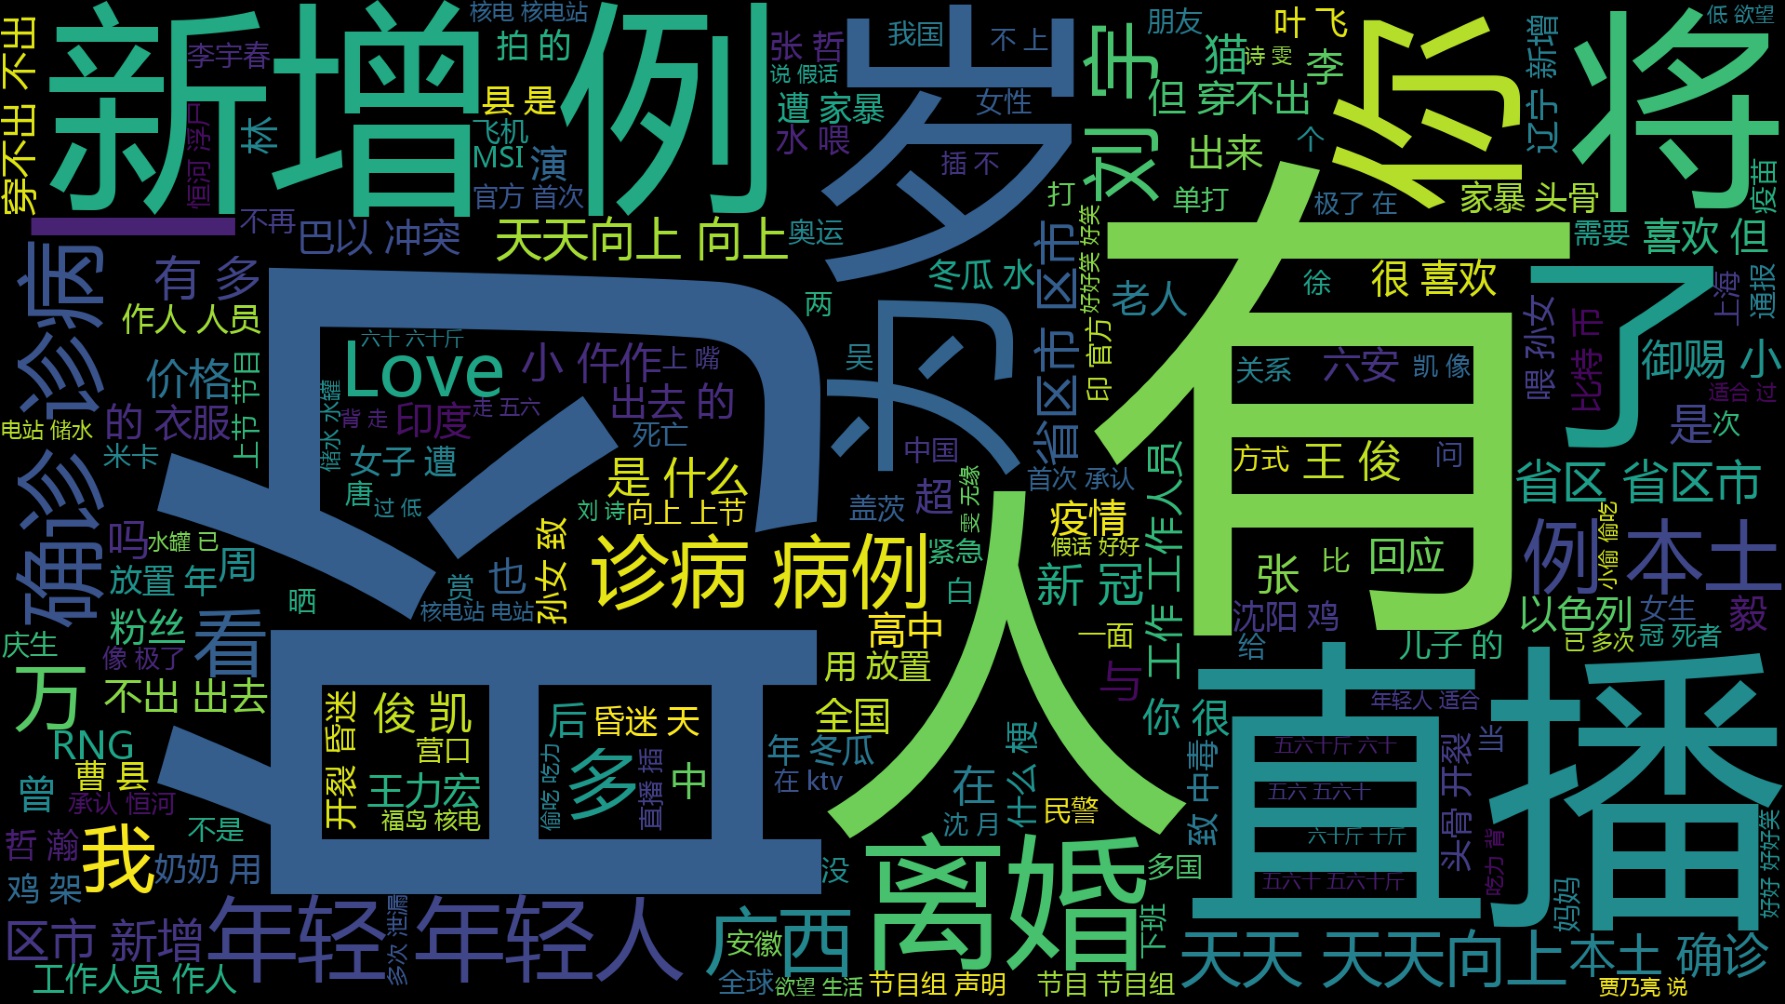 新增 例
岁
你
将
有
直播
人
离婚
了
为
曾
一
确诊 诊病
诊病 病例
年轻 年轻人
广西
天天 天天向上
本土 确诊
例 本土
刘 宇
我
看
万
多
Love
天天向上 向上
巴以 冲突
核电 核电站
拍 的
李宇春
县 是
飞机
MSI
演
官方 首次
林
恒河 浮尸
穿不出 不出
不再
张 哲
说 假话
遭 家暴
水 喂
我国
不 上
女性
插 不
奥运
朋友
叶 飞
猫
诗 雯
李
但 穿不出
出来
个
打
单打
极了 在
家暴 头骨
低 欲望
辽宁 新增
疫苗
需要
喜欢 但
很 喜欢
徐
上海
通报
喂 孙女
比特 币
御赐 小
适合 过
是
次
省区 省区市
冬瓜 水
老人
省区市 区市
好好笑 好笑
印 官方
首次 承认
两
吴
有 多
作人 人员
价格
上节 节目
的 衣服
电站 储水
米卡
六十 六十斤
小 仵作
上 嘴
出去 的
储水 水罐
背 走
印度
走 五六
死亡
女子 遭
唐
过 低
是 什么
刘 诗
向上 上节
中国
超
盖茨
雯 无缘
疫情
假话 好好
紧急
白
新 冠
工作 工作人员
关系
六安
凯 像
方式
王 俊
问
张
比
回应
沈阳 鸡
给
以色列
小偷 偷吃
女生
毅
已 多次
冠 死者
儿子 的
吗
水罐 已
放置 年
周
晒
赏
也
孙女 致
核电站 电站
粉丝
庆生
像 极了
不出 出去
高中
用 放置
一面
与
全国
你 很
年轻人 适合
RNG
曹 县
曾
承认 恒河
不是
哲 瀚
鸡 架
奶奶 用
开裂 昏迷
俊 凯
营口
王力宏
福岛 核电
后
昏迷 天
偷吃 吃力
直播 插
中
年 冬瓜
在 ktv
在
什么 梗
沈 月
民警
致 中毒
五六十斤 六十
五六 五六十
六十斤 十斤
五六十 五六十斤
头骨 开裂
当
吃力 背
妈妈
好好 好好笑
没
多国
下班
区市 新增
多次 泄漏
安徽
工作人员 作人
全球
欲望 生活
节目组 声明
节目 节目组
贾乃亮 说